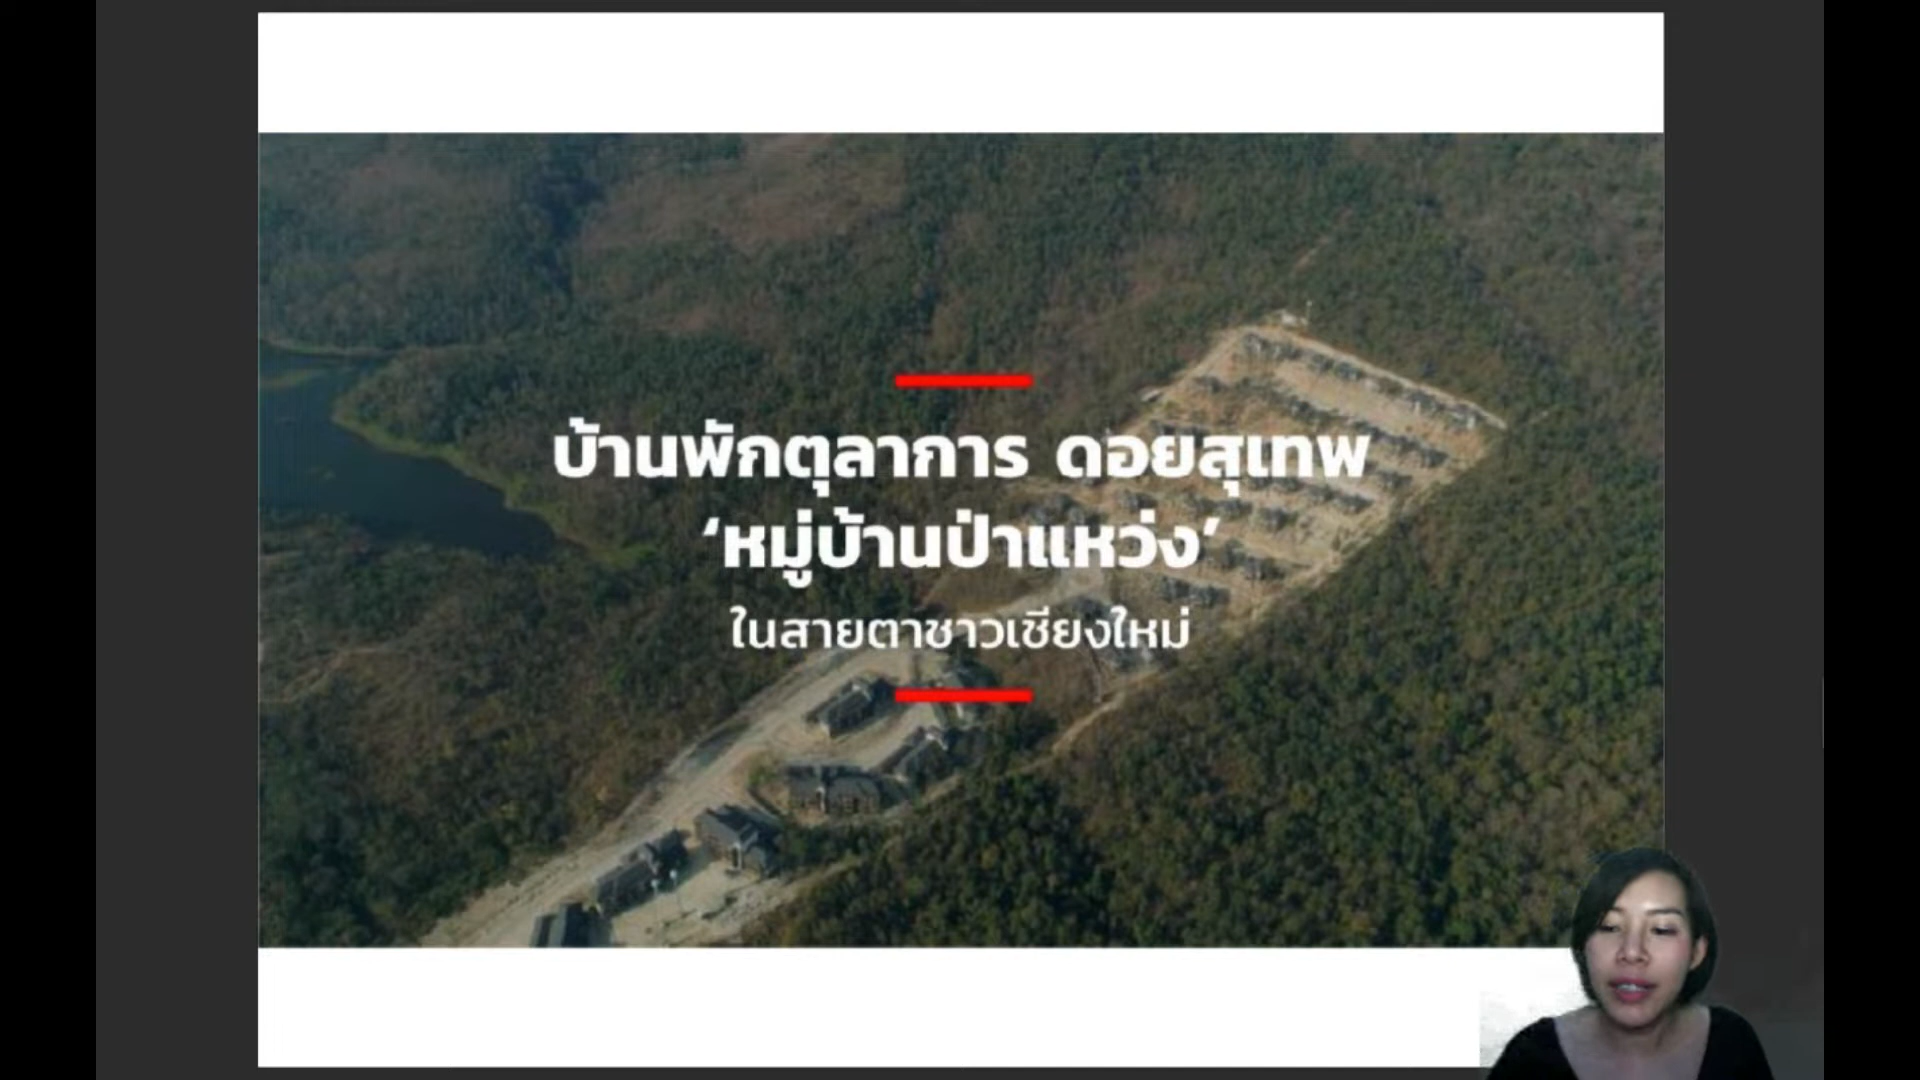 บ้านพักตุลาการ ดอยสุเทพ
‘หมู่บ้านป่าแหว่ง’
ในสายตาชาวเชียงใหม่